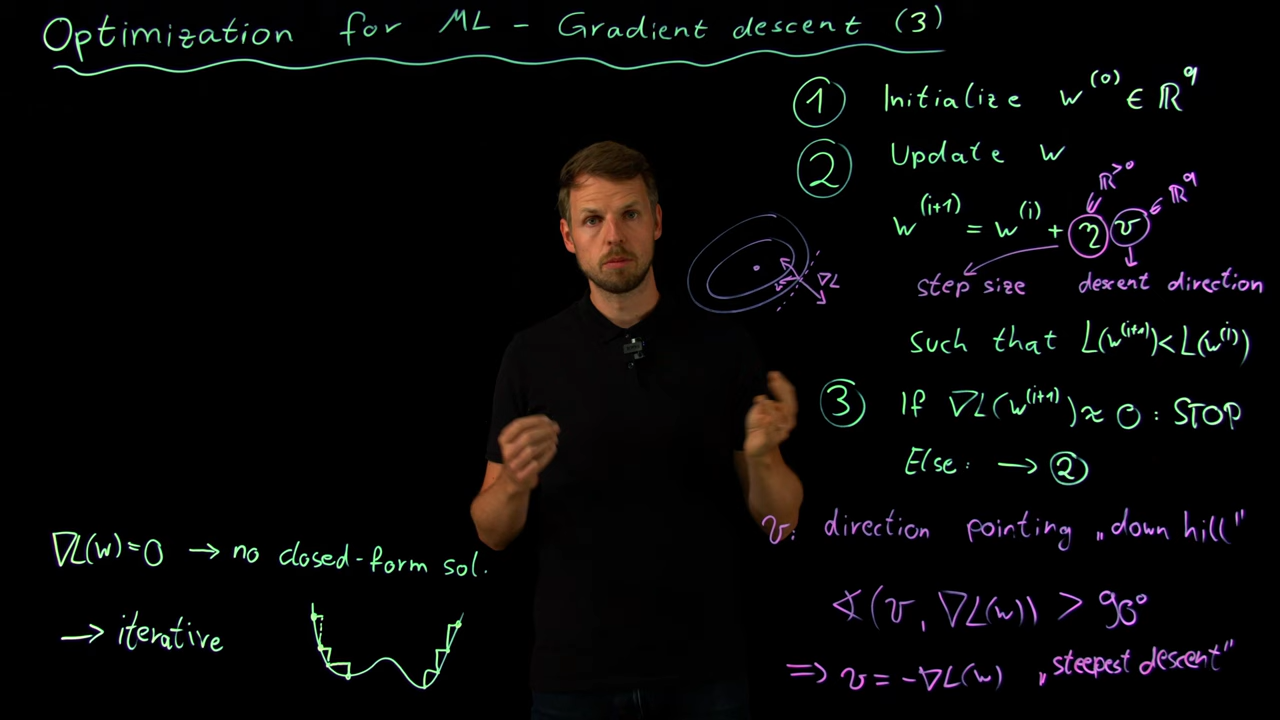 Optimization for ML - Gradient descent (3)
① Initialize w⁽⁰⁾ ∈ ℝ^q
② Update w
ℝ^{>0} ℝ^q
w^{(i+1)} = w^{(i)} + η v
step size descent direction
∇L
such that L(w^{(i+1)}) < L(w^{(i)})
③ If ∇L(w^{(i+1)}) ≈ 0 : STOP
Else: → ②
v: direction pointing „down hill"
∢(v, ∇L(w)) > 90°
⇒ v = -∇L(w) „steepest descent"
∇L(w)=0 → no closed-form sol.
→ iterative